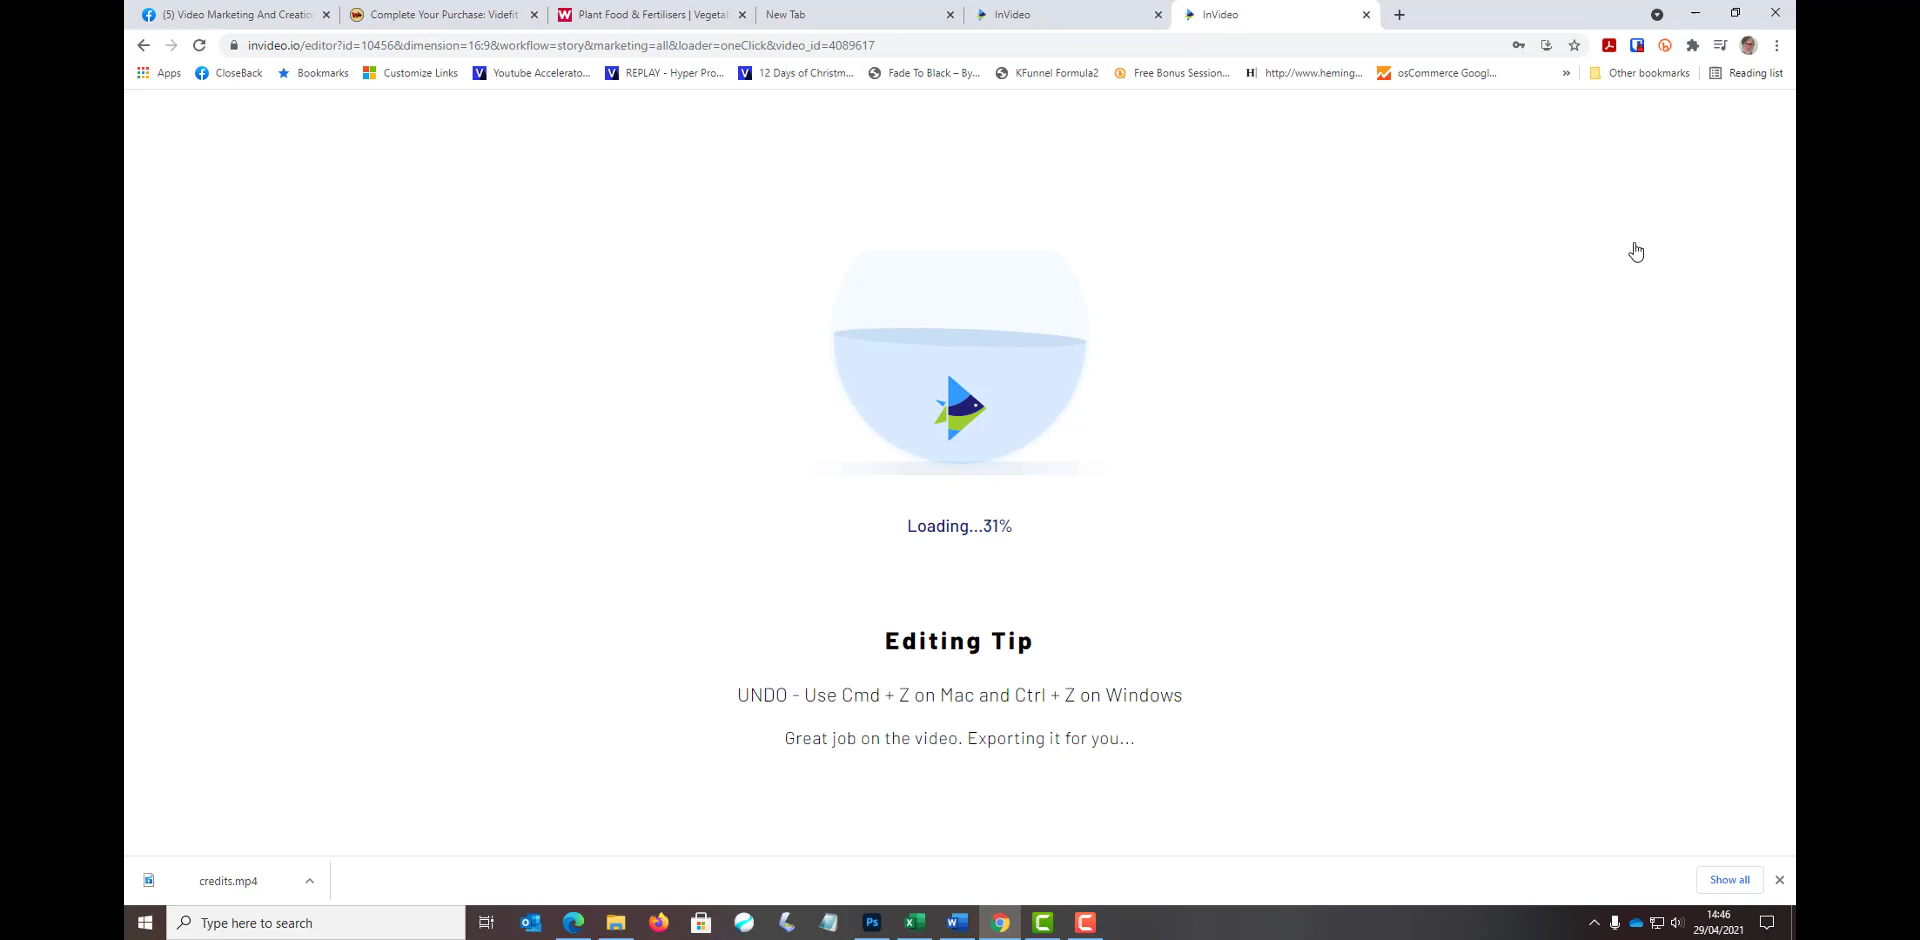 (5) Video Marketing And Creatio
Complete Your Purchase: Videfit
Plant Food & Fertilisers | Vegetab
New Tab
InVideo
InVideo
invideo.io/editor?id=10456&dimension=16:9&workflow=story&marketing=all&loader=oneClick&video_id=4089617
Apps
CloseBack
Bookmarks
Customize Links
Youtube Accelerato...
REPLAY - Hyper Pro...
12 Days of Christm...
Fade To Black – By...
KFunnel Formula2
Free Bonus Session...
http://www.heming...
osCommerce Googl...
»
Other bookmarks
Reading list
Loading...31%
Editing Tip
UNDO - Use Cmd + Z on Mac and Ctrl + Z on Windows
Great job on the video. Exporting it for you...
credits.mp4
Show all
Type here to search
14:46
29/04/2021